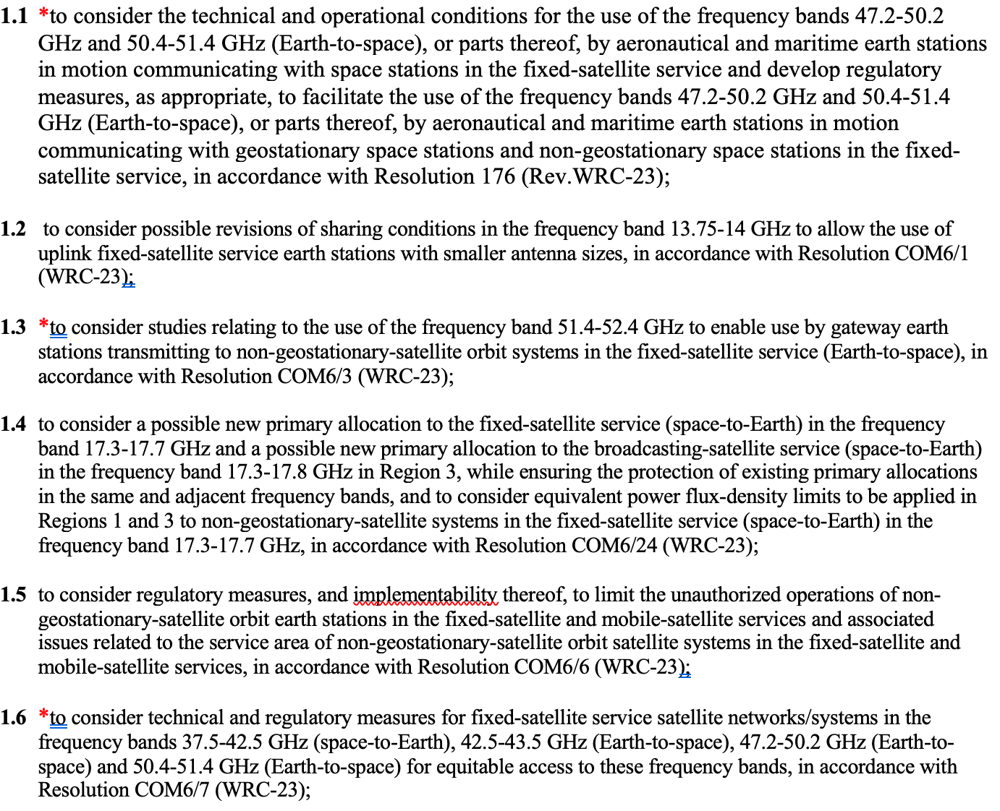 1.1 *to consider the technical and operational conditions for the use of the frequency bands 47.2-50.2
GHz and 50.4-51.4 GHz (Earth-to-space), or parts thereof, by aeronautical and maritime earth stations
in motion communicating with space stations in the fixed-satellite service and develop regulatory
measures, as appropriate, to facilitate the use of the frequency bands 47.2-50.2 GHz and 50.4-51.4
GHz (Earth-to-space), or parts thereof, by aeronautical and maritime earth stations in motion
communicating with geostationary space stations and non-geostationary space stations in the fixed-
satellite service, in accordance with Resolution 176 (Rev.WRC-23);
1.2 to consider possible revisions of sharing conditions in the frequency band 13.75-14 GHz to allow the use of
uplink fixed-satellite service earth stations with smaller antenna sizes, in accordance with Resolution COM6/1
(WRC-23);
1.3 *to consider studies relating to the use of the frequency band 51.4-52.4 GHz to enable use by gateway earth
stations transmitting to non-geostationary-satellite orbit systems in the fixed-satellite service (Earth-to-space), in
accordance with Resolution COM6/3 (WRC-23);
1.4 to consider a possible new primary allocation to the fixed-satellite service (space-to-Earth) in the frequency
band 17.3-17.7 GHz and a possible new primary allocation to the broadcasting-satellite service (space-to-Earth)
in the frequency band 17.3-17.8 GHz in Region 3, while ensuring the protection of existing primary allocations
in the same and adjacent frequency bands, and to consider equivalent power flux-density limits to be applied in
Regions 1 and 3 to non-geostationary-satellite systems in the fixed-satellite service (space-to-Earth) in the
frequency band 17.3-17.7 GHz, in accordance with Resolution COM6/24 (WRC-23);
1.5 to consider regulatory measures, and implementability thereof, to limit the unauthorized operations of non-
geostationary-satellite orbit earth stations in the fixed-satellite and mobile-satellite services and associated
issues related to the service area of non-geostationary-satellite orbit satellite systems in the fixed-satellite and
mobile-satellite services, in accordance with Resolution COM6/6 (WRC-23);
1.6 *to consider technical and regulatory measures for fixed-satellite service satellite networks/systems in the
frequency bands 37.5-42.5 GHz (space-to-Earth), 42.5-43.5 GHz (Earth-to-space), 47.2-50.2 GHz (Earth-to-
space) and 50.4-51.4 GHz (Earth-to-space) for equitable access to these frequency bands, in accordance with
Resolution COM6/7 (WRC-23);